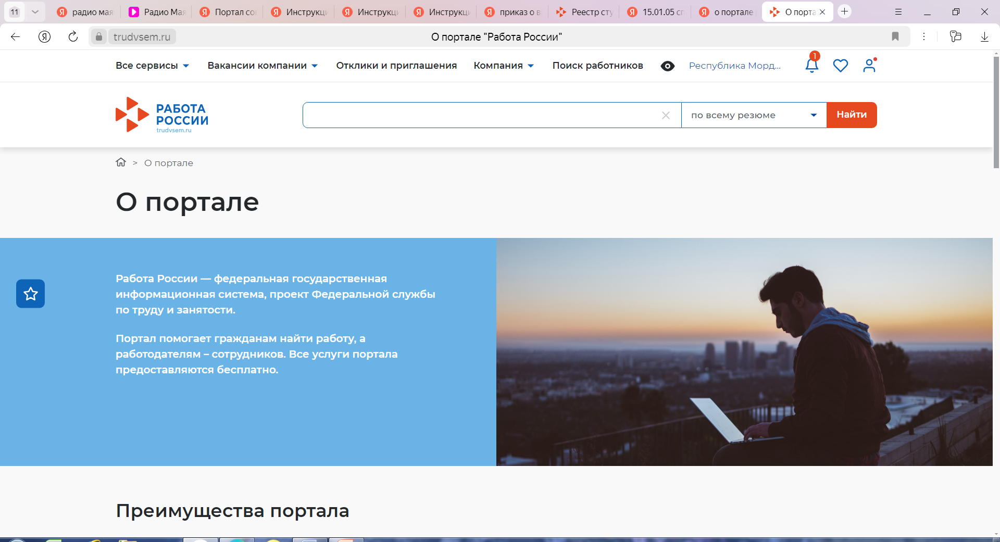 11
радио мая
Радио Мая
Портал со
Инструкци
Инструкци
Инструкци
приказ о в
Реестр сту
15.01.05 сп
о портале
О порта
trudvsem.ru
О портале "Работа России"
Все сервисы
Вакансии компании
Отклики и приглашения
Компания
Поиск работников
Республика Морд...
1
РАБОТА
РОССИИ
trudvsem.ru
по всему резюме
Найти
> О портале
О портале
Работа России — федеральная государственная
информационная система, проект Федеральной службы
по труду и занятости.
Портал помогает гражданам найти работу, а
работодателям – сотрудников. Все услуги портала
предоставляются бесплатно.
Преимущества портала